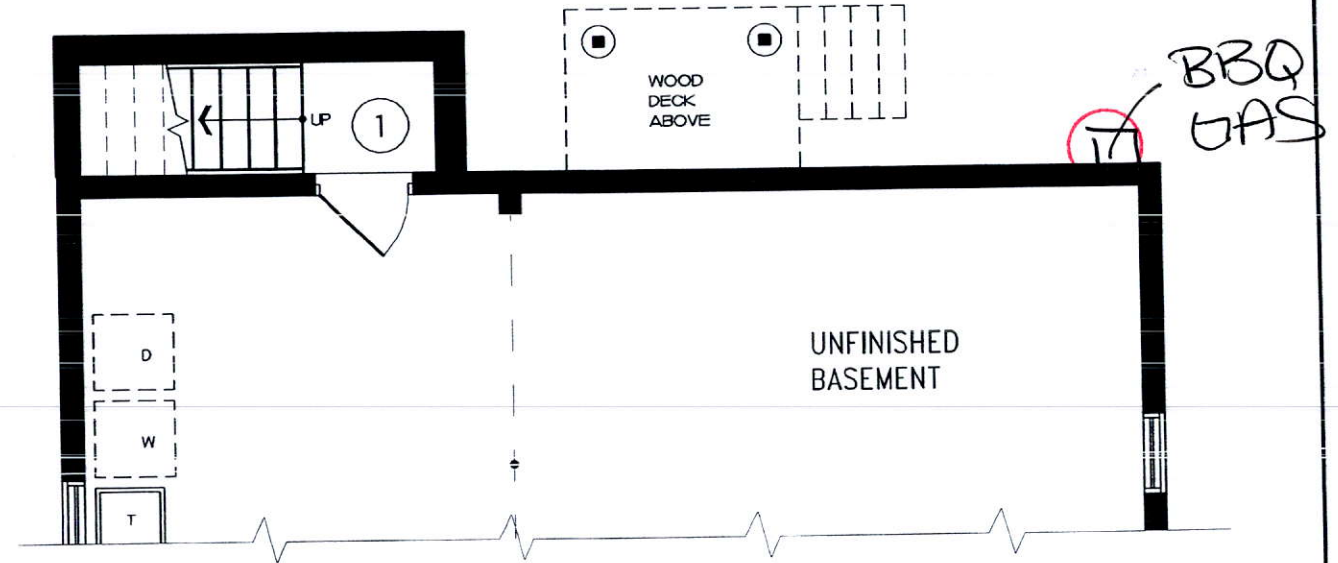 WOOD
DECK
ABOVE
BBQ
GAS
UP
1
UNFINISHED
BASEMENT
D
W
T